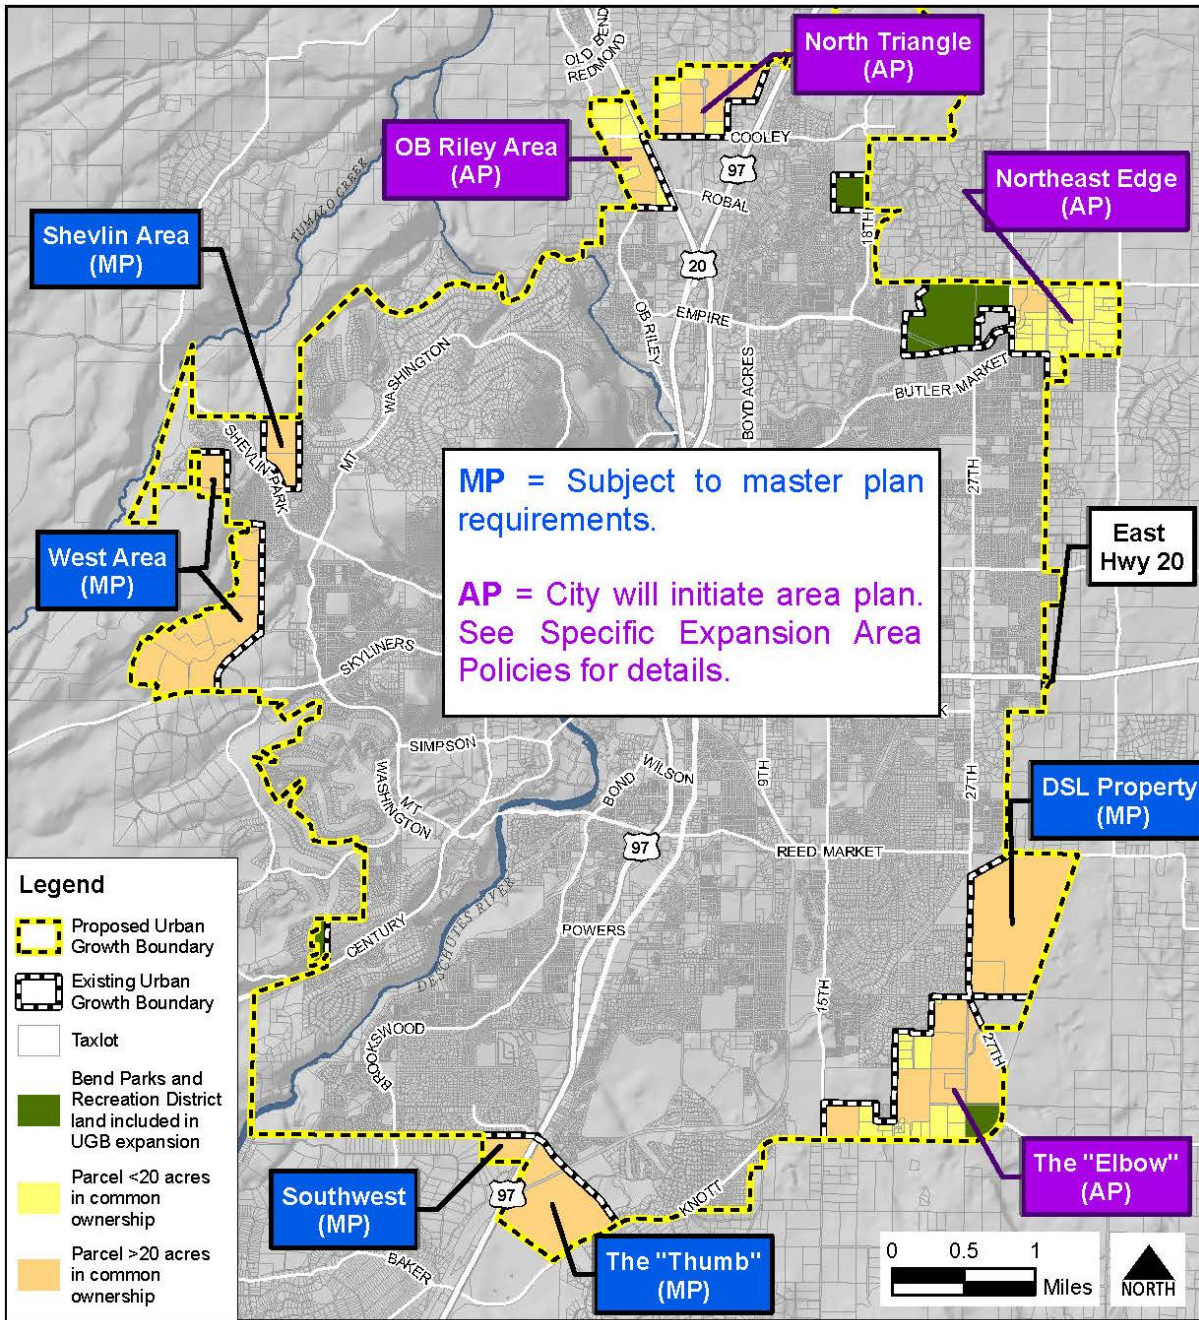 OLD BEND
REDMOND
North Triangle
(AP)
OB Riley Area
(AP)
COOLEY
97
Northeast Edge
(AP)
ROBAL
18TH
TUMALO CREEK
Shevlin Area
(MP)
20
OB RILEY
EMPIRE
BUTLER MARKET
BOYD ACRES
MT
WASHINGTON
SHEVLIN PARK
27TH
MP = Subject to master plan
requirements.
AP = City will initiate area plan.
See Specific Expansion Area
Policies for details.
East
Hwy 20
West Area
(MP)
SKYLINERS
K
SIMPSON
MT
WASHINGTON
BOND
WILSON
9TH
27TH
DSL Property
(MP)
97
REED MARKET
CENTURY
DESCHUTES RIVER
POWERS
15TH
BROOKSWOOD
27TH
Southwest
(MP)
97
KNOTT
The "Elbow"
(AP)
BAKER
The "Thumb"
(MP)
Legend
Proposed Urban
Growth Boundary
Existing Urban
Growth Boundary
Taxlot
Bend Parks and
Recreation District
land included in
UGB expansion
Parcel <20 acres
in common
ownership
Parcel >20 acres
in common
ownership
0 0.5 1
Miles
NORTH